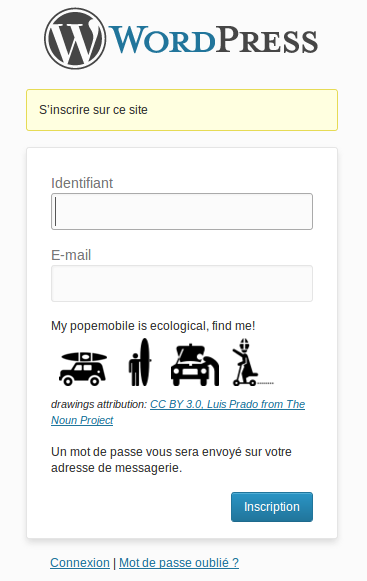 WORDPRESS
S'inscrire sur ce site
Identifiant
E-mail
My popemobile is ecological, find me!
drawings attribution: CC BY 3.0, Luis Prado from The
Noun Project
Un mot de passe vous sera envoyé sur votre
adresse de messagerie.
Inscription
Connexion | Mot de passe oublié ?